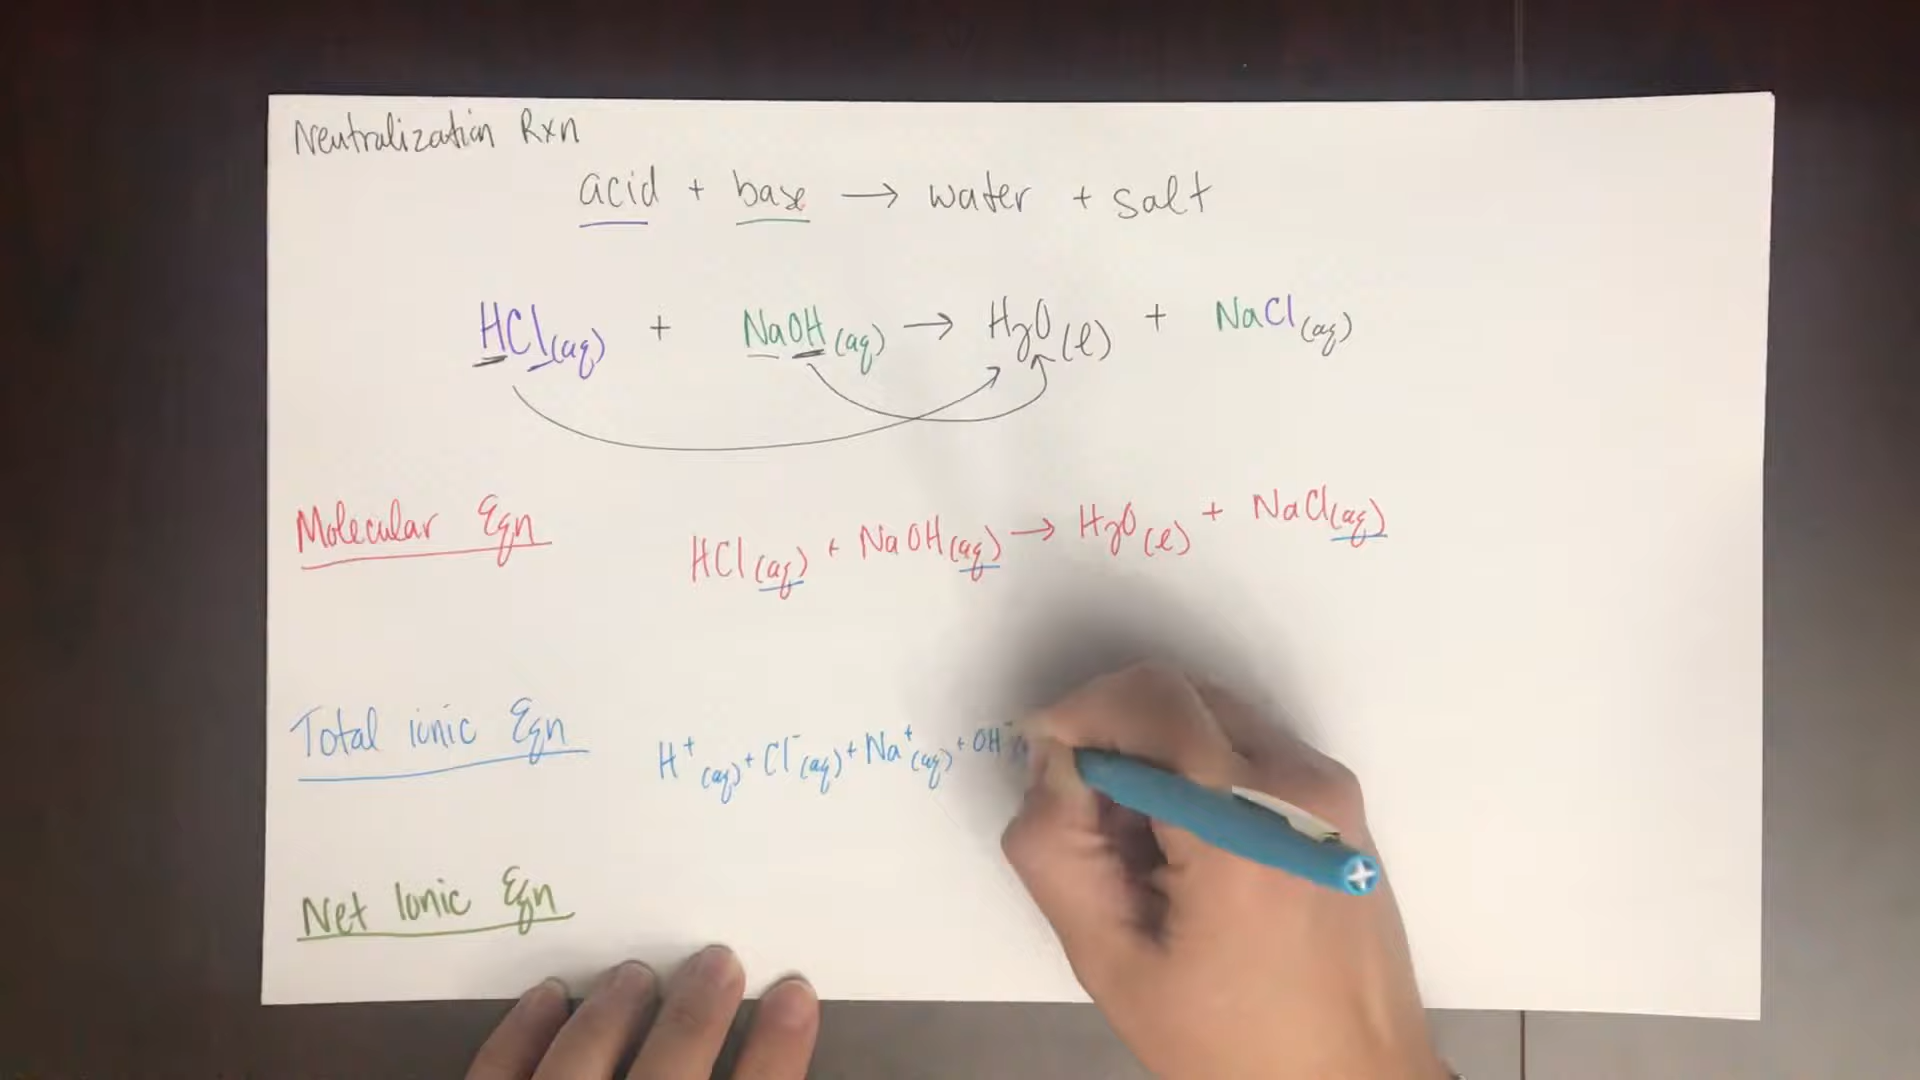 Neutralization Rxn
acid + base → water + salt
HCl(aq) + NaOH(aq) → H₂O(l) + NaCl(aq)
Molecular Eqn HCl(aq) + NaOH(aq) → H₂O(l) + NaCl(aq)
Total ionic Eqn H⁺(aq) + Cl⁻(aq) + Na⁺(aq) + OH⁻
Net Ionic Eqn